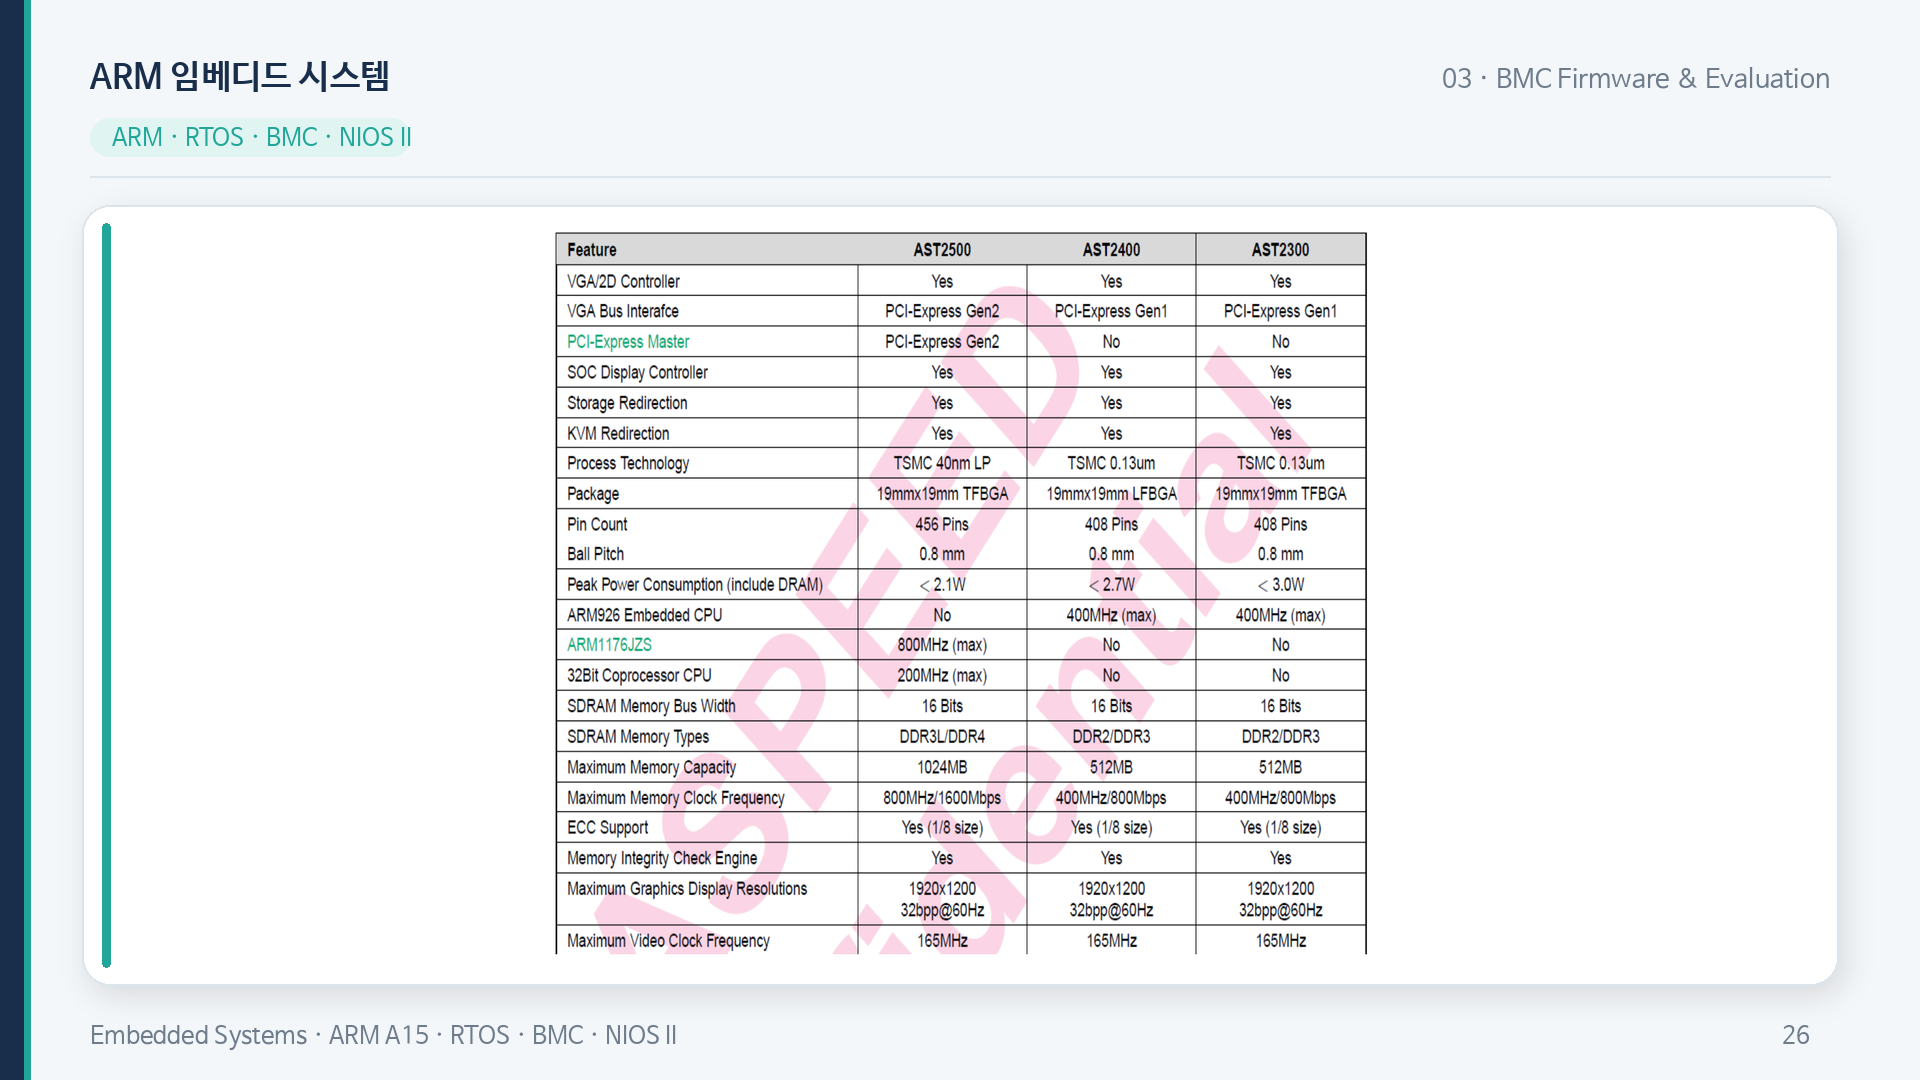 ARM 임베디드 시스템
03 · BMC Firmware & Evaluation
ARM · RTOS · BMC · NIOS II
Feature AST2500 AST2400 AST2300
VGA/2D Controller Yes Yes Yes
VGA Bus Interafce PCI-Express Gen2 PCI-Express Gen1 PCI-Express Gen1
PCI-Express Master PCI-Express Gen2 No No
SOC Display Controller Yes Yes Yes
Storage Redirection Yes Yes Yes
KVM Redirection Yes Yes Yes
Process Technology TSMC 40nm LP TSMC 0.13um TSMC 0.13um
Package 19mmx19mm TFBGA 19mmx19mm LFBGA 19mmx19mm TFBGA
Pin Count 456 Pins 408 Pins 408 Pins
Ball Pitch 0.8 mm 0.8 mm 0.8 mm
Peak Power Consumption (include DRAM) < 2.1W < 2.7W < 3.0W
ARM926 Embedded CPU No 400MHz (max) 400MHz (max)
ARM1176JZS 800MHz (max) No No
32Bit Coprocessor CPU 200MHz (max) No No
SDRAM Memory Bus Width 16 Bits 16 Bits 16 Bits
SDRAM Memory Types DDR3L/DDR4 DDR2/DDR3 DDR2/DDR3
Maximum Memory Capacity 1024MB 512MB 512MB
Maximum Memory Clock Frequency 800MHz/1600Mbps 400MHz/800Mbps 400MHz/800Mbps
ECC Support Yes (1/8 size) Yes (1/8 size) Yes (1/8 size)
Memory Integrity Check Engine Yes Yes Yes
Maximum Graphics Display Resolutions 1920x1200 1920x1200 1920x1200
32bpp@60Hz 32bpp@60Hz 32bpp@60Hz
Maximum Video Clock Frequency 165MHz 165MHz 165MHz
ASPEED
idential
Embedded Systems · ARM A15 · RTOS · BMC · NIOS II
26